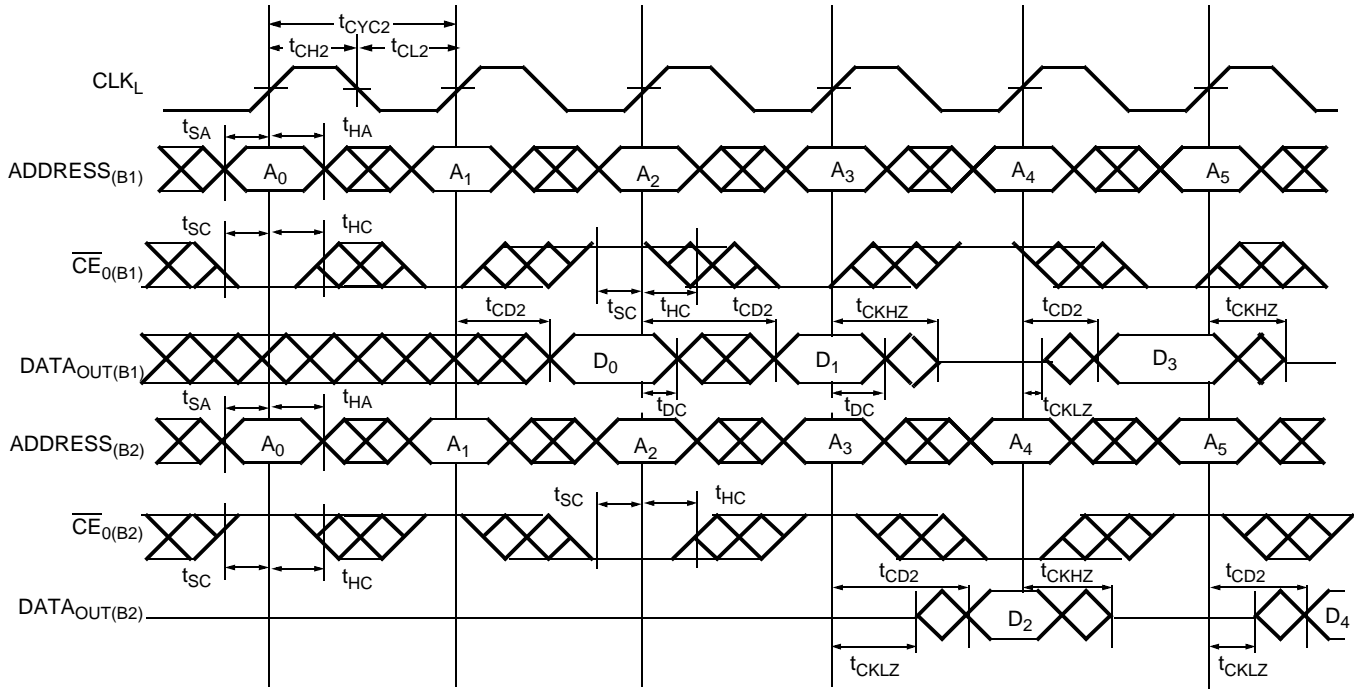 tCYC2
tCH2 tCL2
CLKL
tSA tHA
ADDRESS(B1) A0 A1 A2 A3 A4 A5
tSC tHC
CE0(B1)
tSC tHC
tCD2 tCD2 tCKHZ tCD2 tCKHZ
DATAOUT(B1) D0 D1 D3
tDC tDC tCKLZ
tSA tHA
ADDRESS(B2) A0 A1 A2 A3 A4 A5
tSC tHC
CE0(B2)
tSC tHC
tCD2 tCKHZ tCD2
DATAOUT(B2) D2 D4
tCKLZ tCKLZ